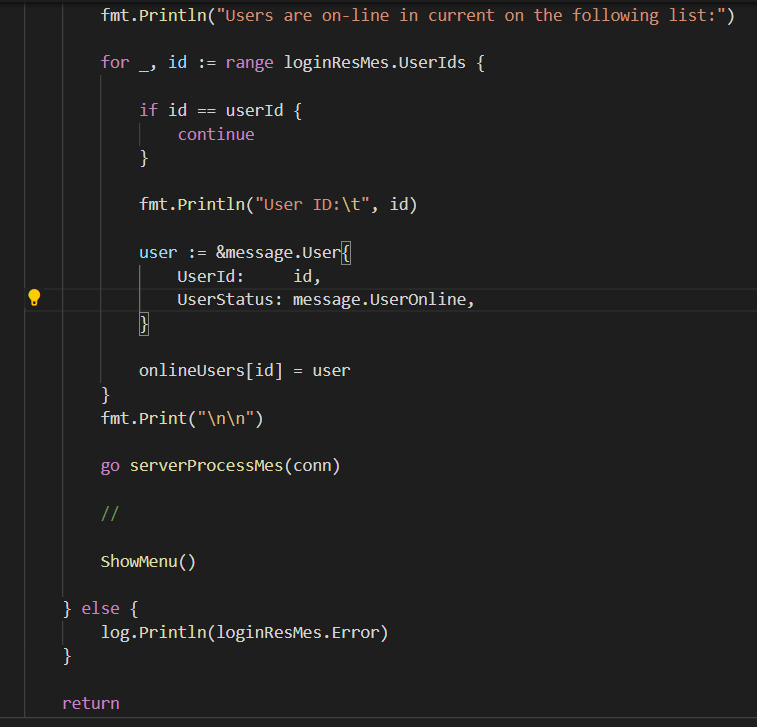 fmt.Println("Users are on-line in current on the following list:")
for _, id := range loginResMes.UserIds {
if id == userId {
continue
}
fmt.Println("User ID:\t", id)
user := &message.User{
UserId:     id,
UserStatus: message.UserOnline,
}
onlineUsers[id] = user
}
fmt.Print("\n\n")
go serverProcessMes(conn)
//
ShowMenu()
} else {
log.Println(loginResMes.Error)
}
return